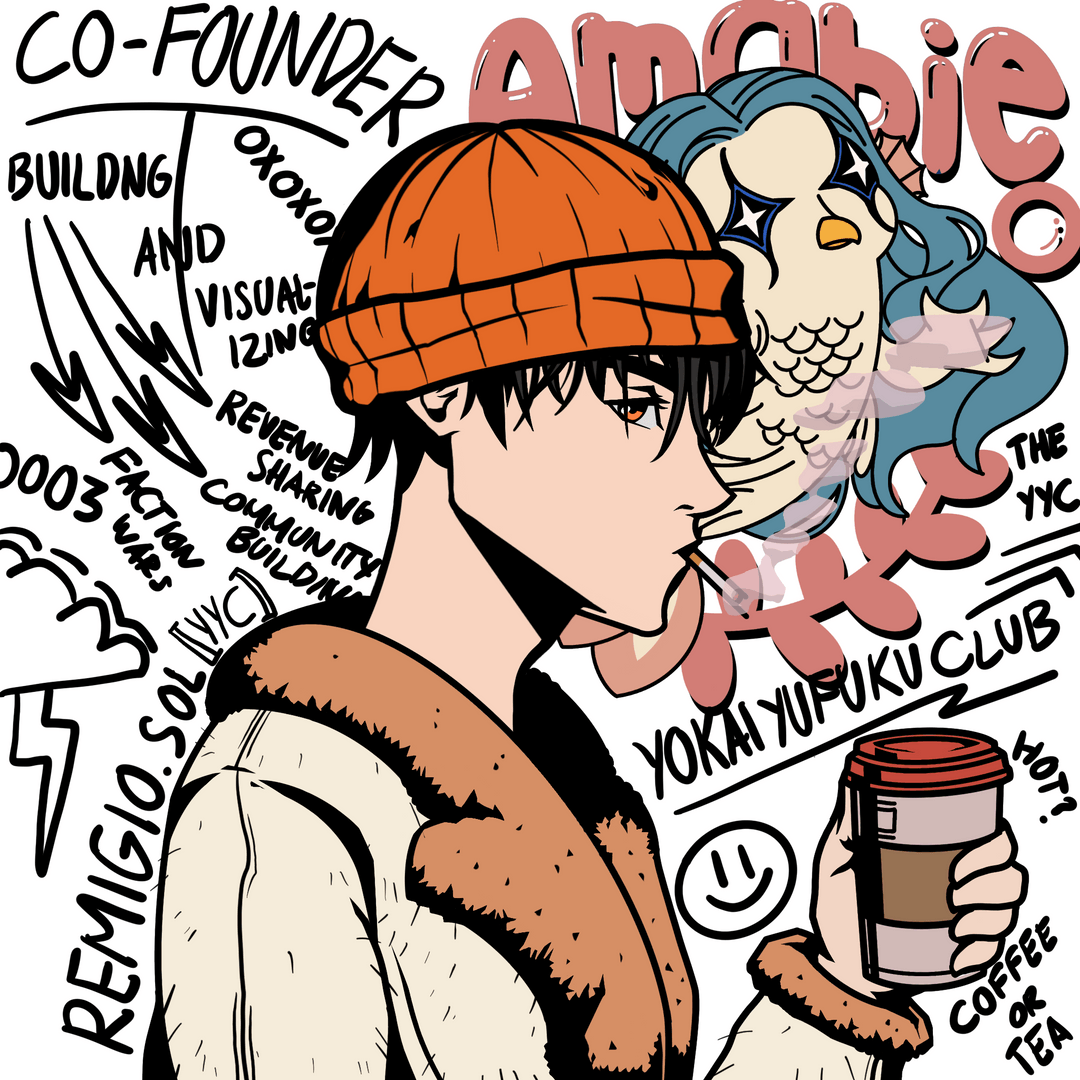 CO-FOUNDER
amabie
BUILDNG
AND
VISUAL-
IZING
OXOXO
REVENUE
SHARING
COMMUNITY
BUILDING
FACTION
WARS
0003
REMIGIO.SOL [YYC]
THE
YYC
YOKAI YUFUKU CLUB
HOT?
COFFEE
OR
TEA